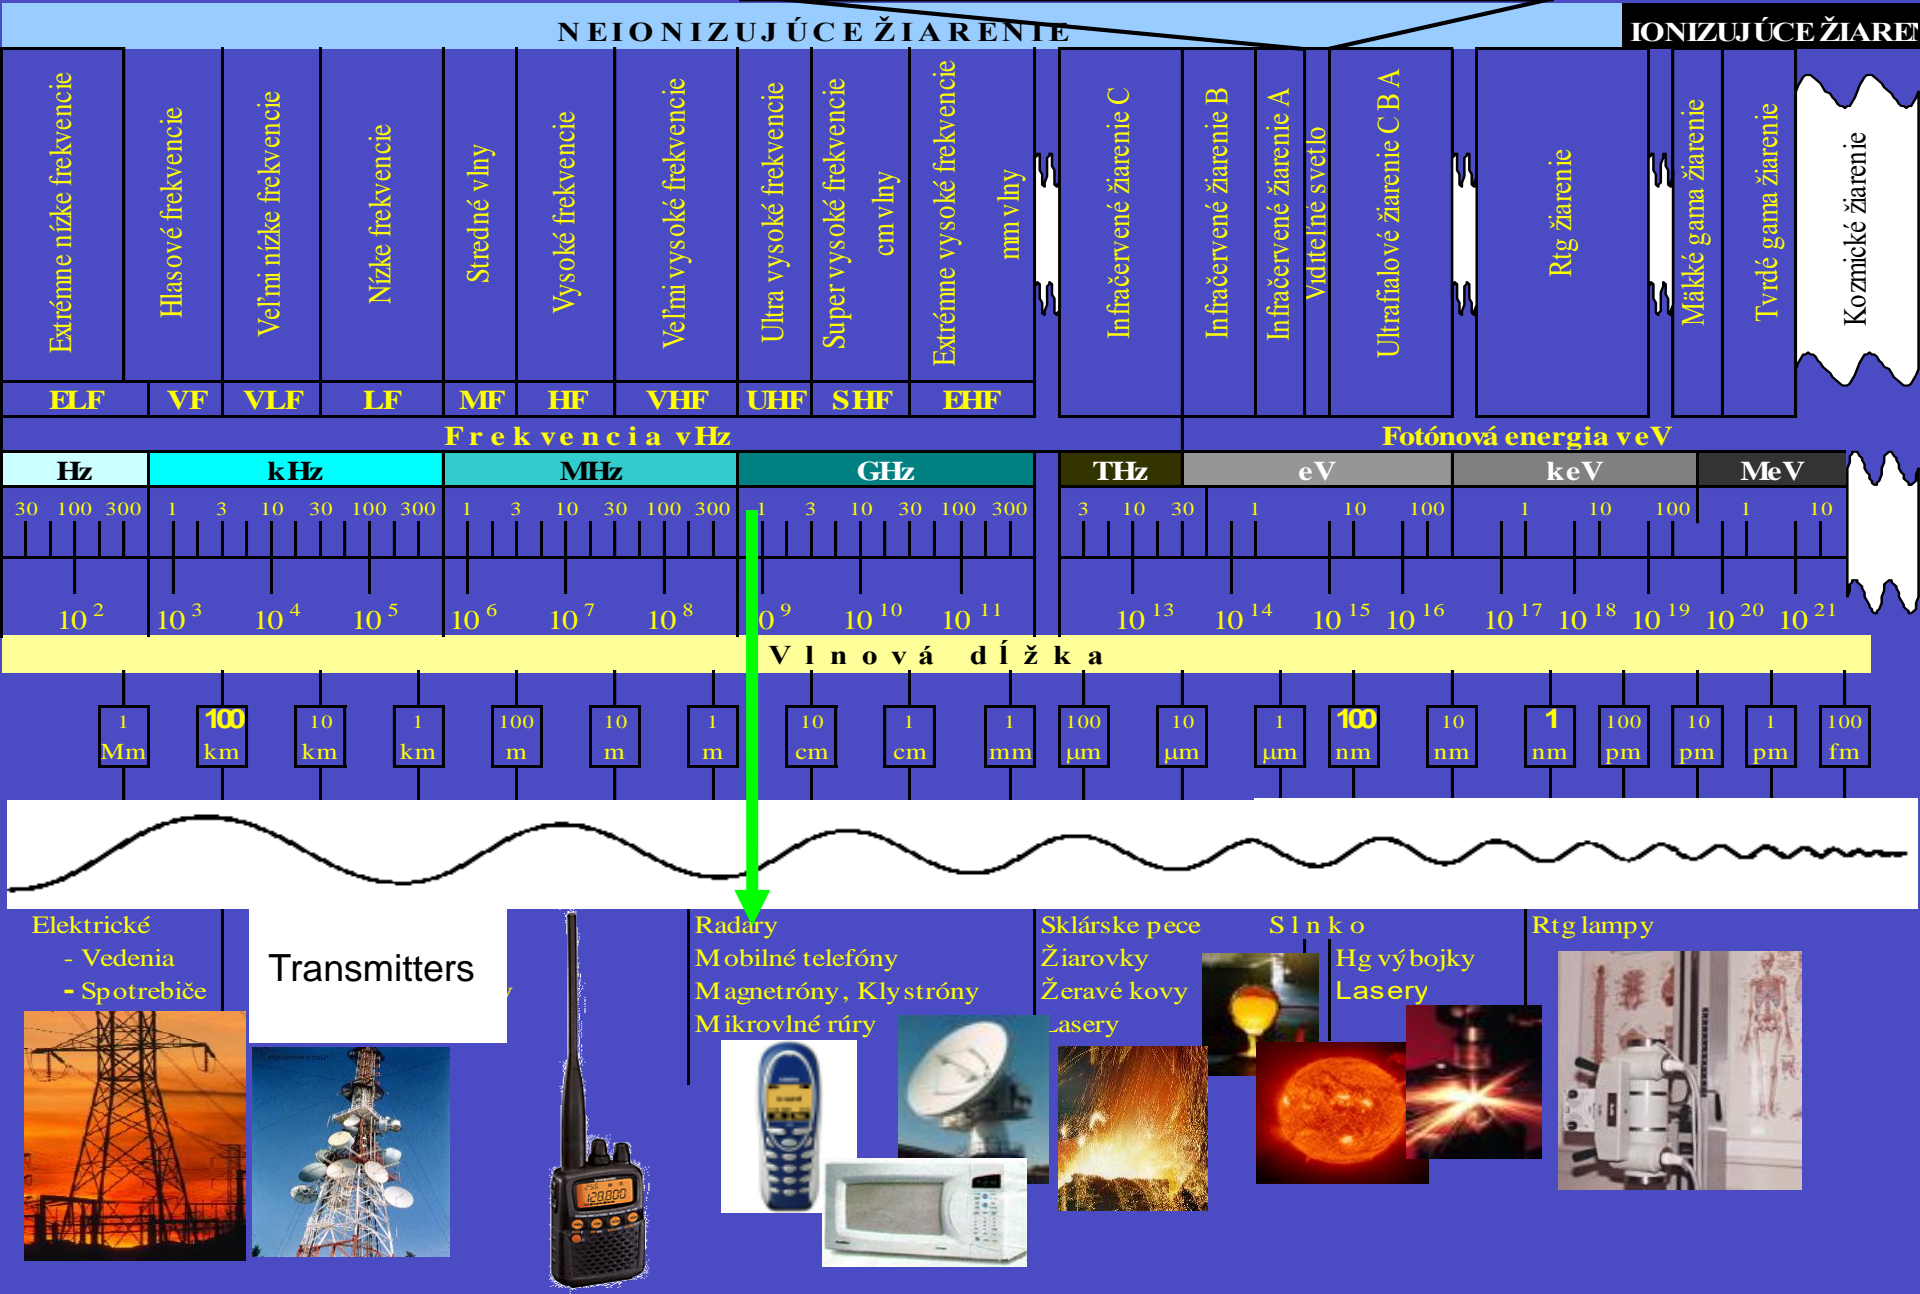 NEIONIZUJÚCE ŽIARENIE
IONIZUJÚCE ŽIAREN
Extrémne nízke frekvencie
Hlasové frekvencie
Veľmi nízke frekvencie
Nízke frekvencie
Stredné vlny
Vysoké frekvencie
Veľmi vysoké frekvencie
Ultra vysoké frekvencie
Super vysoké frekvencie
cm vlny
Extrémne vysoké frekvencie
mm vlny
Infračervené žiarenie C
Infračervené žiarenie B
Infračervené žiarenie A
Viditeľné svetlo
Ultrafialové žiarenie C B A
Rtg žiarenie
Mäkké gama žiarenie
Tvrdé gama žiarenie
Kozmické žiarenie
ELF VF VLF LF MF HF VHF UHF SHF EHF
Frekvencia v Hz
Fotónová energia v eV
Hz kHz MHz GHz THz eV keV MeV
30 100 300 1 3 10 30 100 300 1 3 10 30 100 300 1 3 10 30 100 300 3 10 30 1 10 100 1 10 100 1 10
10 2 10 3 10 4 10 5 10 6 10 7 10 8 10 9 10 10 10 11 10 13 10 14 10 15 10 16 10 17 10 18 10 19 10 20 10 21
Vlnová dĺžka
1 100 10 1 100 10 1 10 1 1 100 10 1 100 10 1 100 10 1 100
Mm km km km m m m cm cm mm µm µm µm nm nm nm pm pm pm fm
Elektrické
- Vedenia
- Spotrebiče
Transmitters
Radary
Mobilné telefóny
Magnetróny, Klystróny
Mikrovlné rúry
Sklárske pece
Žiarovky
Žeravé kovy
Lasery
Slnko
Hg výbojky
Lasery
Rtg lampy
128.800